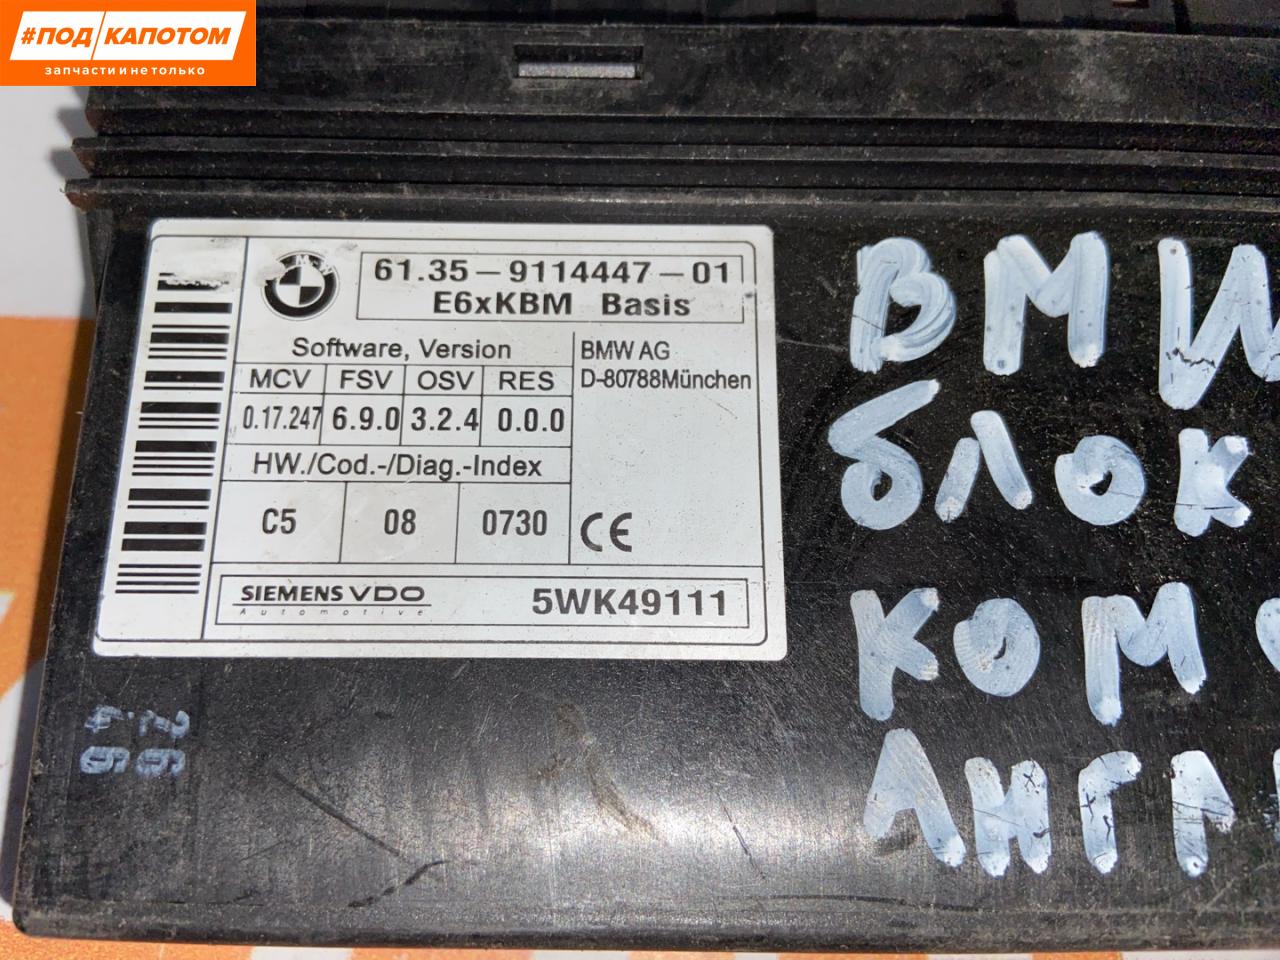 #ПОД КАПОТОМ
запчасти и не только
61.35-9114447-01
E6xKBM Basis
Software, Version
MCV FSV OSV RES
0.17.247 6.9.0 3.2.4 0.0.0
HW./Cod.-/Diag.-Index
C5 08 0730
BMW AG
D-80788München
CE
SIEMENS VDO
Automotive
5WK49111
BMW
блок
ком
Англ